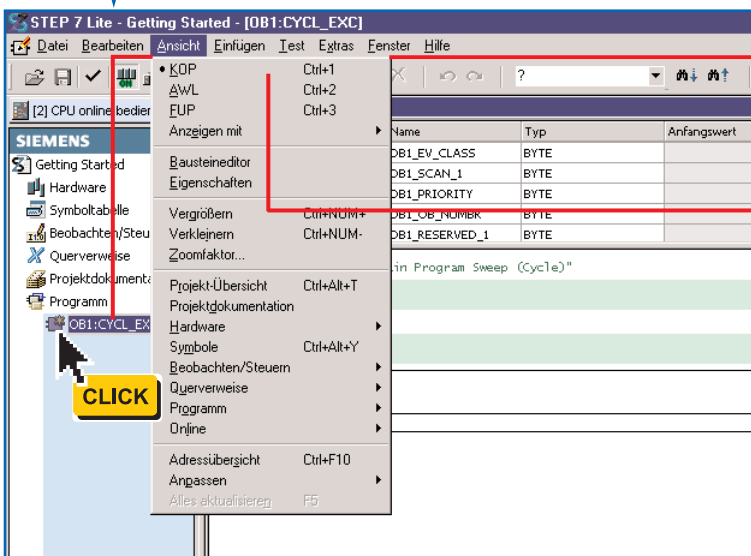 STEP 7 Lite - Getting Started - [OB1:CYCL_EXC]
Datei Bearbeiten Ansicht Einfügen Test Extras Fenster Hilfe
ON ?
[2] CPU online bedien
SIEMENS
Getting Started
Hardware
Symboltabelle
Beobachten/Steu
Querverweise
Projektdokumenta
Programm
OB1:CYCL_EX
CLICK
• KOP Ctrl+1
AWL Ctrl+2
FUP Ctrl+3
Anzeigen mit
Bausteineditor
Eigenschaften
Vergrößern Ctrl+NUM+
Verkleinern Ctrl+NUM-
Zoomfaktor...
Projekt-Übersicht Ctrl+Alt+T
Projektdokumentation
Hardware
Symbole Ctrl+Alt+Y
Beobachten/Steuern
Querverweise
Programm
Online
Adressübersicht Ctrl+F10
Anpassen
Alles aktualisieren F5
Name Typ Anfangswert
OB1_EV_CLASS BYTE
OB1_SCAN_1 BYTE
OB1_PRIORITY BYTE
OB1_OB_NUMBR BYTE
OB1_RESERVED_1 BYTE
in Program Sweep (Cycle)"